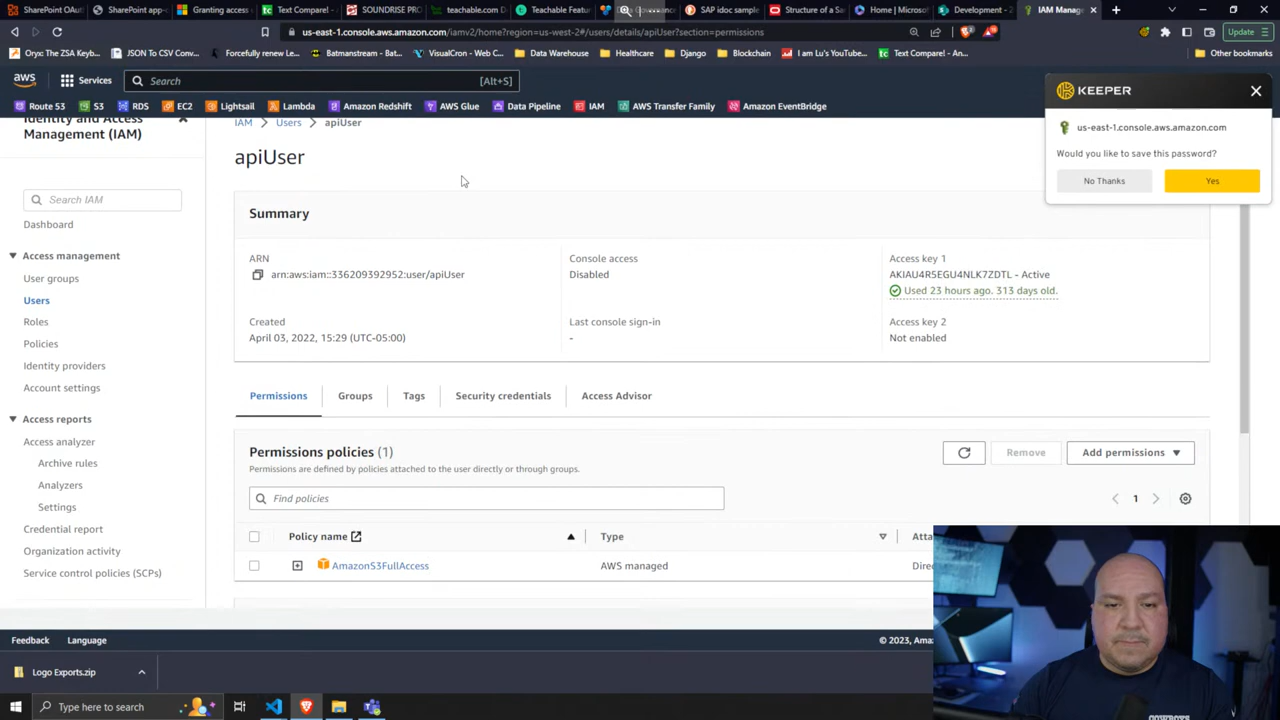 SharePoint OAuth
SharePoint app-
Granting access
Text Compare! -
SOUNDRISE PRO
teachable.com D
Teachable Featu
SAP idoc sample
Structure of a Sa
Home | Microsof
Development -
IAM Manag
us-east-1.console.aws.amazon.com/iamv2/home?region=us-west-2#/users/details/apiUser?section=permissions
Update
Oryx: The ZSA Keyb...
JSON To CSV Conv...
Forcefully renew Le...
Batmanstream - Bat...
VisualCron - Web C...
Data Warehouse
Healthcare
Django
Blockchain
I am Lu's YouTube...
Text Compare! - On...
Other bookmarks
aws
Services
Search
[Alt+S]
Route 53
S3
RDS
EC2
Lightsail
Lambda
Amazon Redshift
AWS Glue
Data Pipeline
IAM
AWS Transfer Family
Amazon EventBridge
KEEPER
us-east-1.console.aws.amazon.com
Would you like to save this password?
No Thanks
Yes
Identity and Access
Management (IAM)
Search IAM
Dashboard
Access management
User groups
Users
Roles
Policies
Identity providers
Account settings
Access reports
Access analyzer
Archive rules
Analyzers
Settings
Credential report
Organization activity
Service control policies (SCPs)
IAM > Users > apiUser
apiUser
Summary
ARN
arn:aws:iam::336209392952:user/apiUser
Console access
Disabled
Access key 1
AKIAU4R5EGU4NLK7ZDTL - Active
Used 23 hours ago. 313 days old.
Created
April 03, 2022, 15:29 (UTC-05:00)
Last console sign-in
-
Access key 2
Not enabled
Permissions
Groups
Tags
Security credentials
Access Advisor
Permissions policies (1)
Permissions are defined by policies attached to the user directly or through groups.
Remove
Add permissions
Find policies
1
Policy name
Type
Atta
AmazonS3FullAccess
AWS managed
Direc
Feedback
Language
© 2023, Ama
Logo Exports.zip
Type here to search
COWBOYS